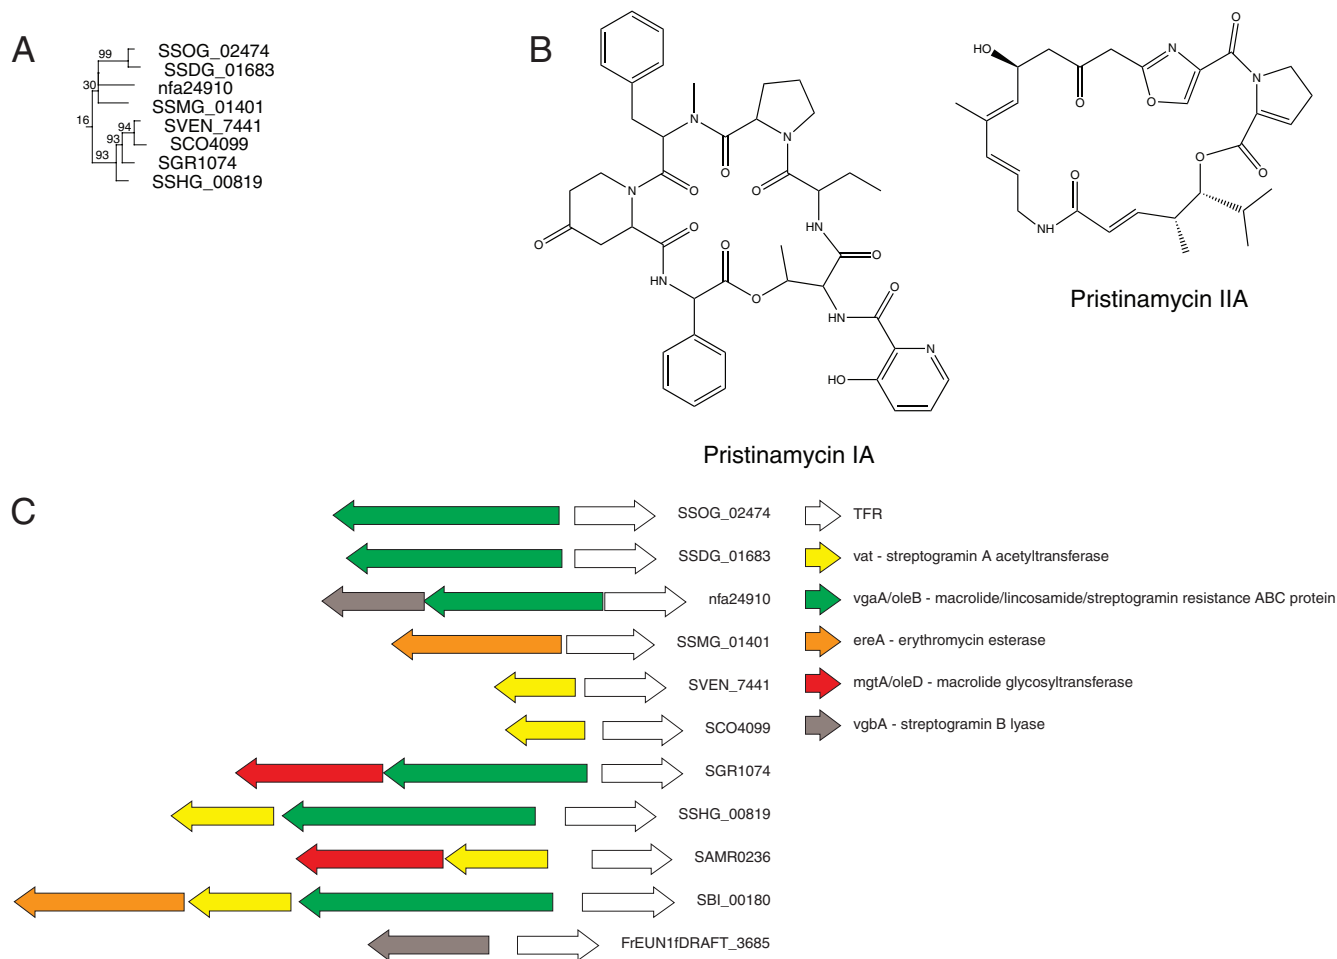 A
99
SSOG_02474
SSDG_01683
30
nfa24910
SSMG_01401
16
94
SVEN_7441
93
93
SCO4099
SGR1074
SSHG_00819
B
N
O
N
O
N
O
N
O
O
O
HN
O
HN
O
O
O
HN
O
N
HO
Pristinamycin IA
HO
O
N
O
O
N
O
O
O
NH
Pristinamycin IIA
C
SSOG_02474
SSDG_01683
nfa24910
SSMG_01401
SVEN_7441
SCO4099
SGR1074
SSHG_00819
SAMR0236
SBI_00180
FrEUN1fDRAFT_3685
TFR
vat - streptogramin A acetyltransferase
vgaA/oleB - macrolide/lincosamide/streptogramin resistance ABC protein
ereA - erythromycin esterase
mgtA/oleD - macrolide glycosyltransferase
vgbA - streptogramin B lyase